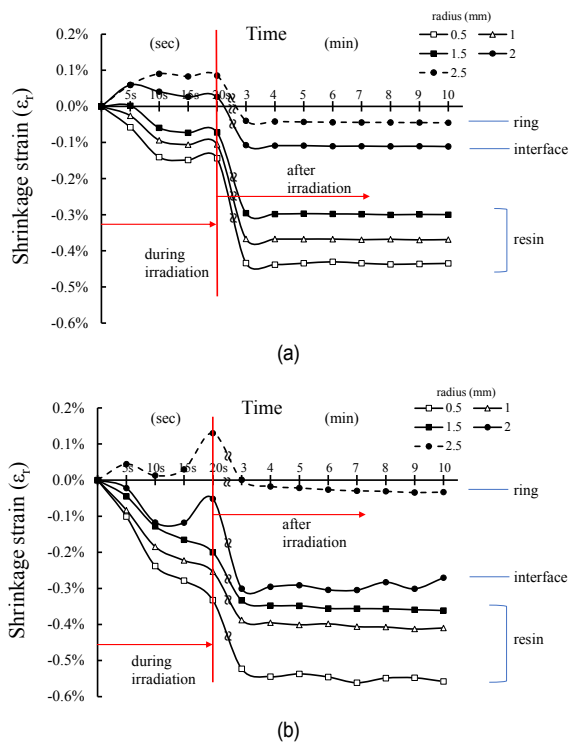 Time
(sec)
(min)
radius (mm)
0.5
1
1.5
2
2.5
Shrinkage strain (εr)
0.2%
0.1%
0.0%
-0.1%
-0.2%
-0.3%
-0.4%
-0.5%
-0.6%
5s 10s 15s 20s 3 4 5 6 7 8 9 10
ring
interface
resin
after
irradiation
during
irradiation
(a)
Time
(sec)
(min)
radius (mm)
0.5
1
1.5
2
2.5
Shrinkage strain (εr)
0.2%
0.1%
0.0%
-0.1%
-0.2%
-0.3%
-0.4%
-0.5%
-0.6%
5s 10s 15s 20s 3 4 5 6 7 8 9 10
ring
after
irradiation
interface
resin
during
irradiation
(b)